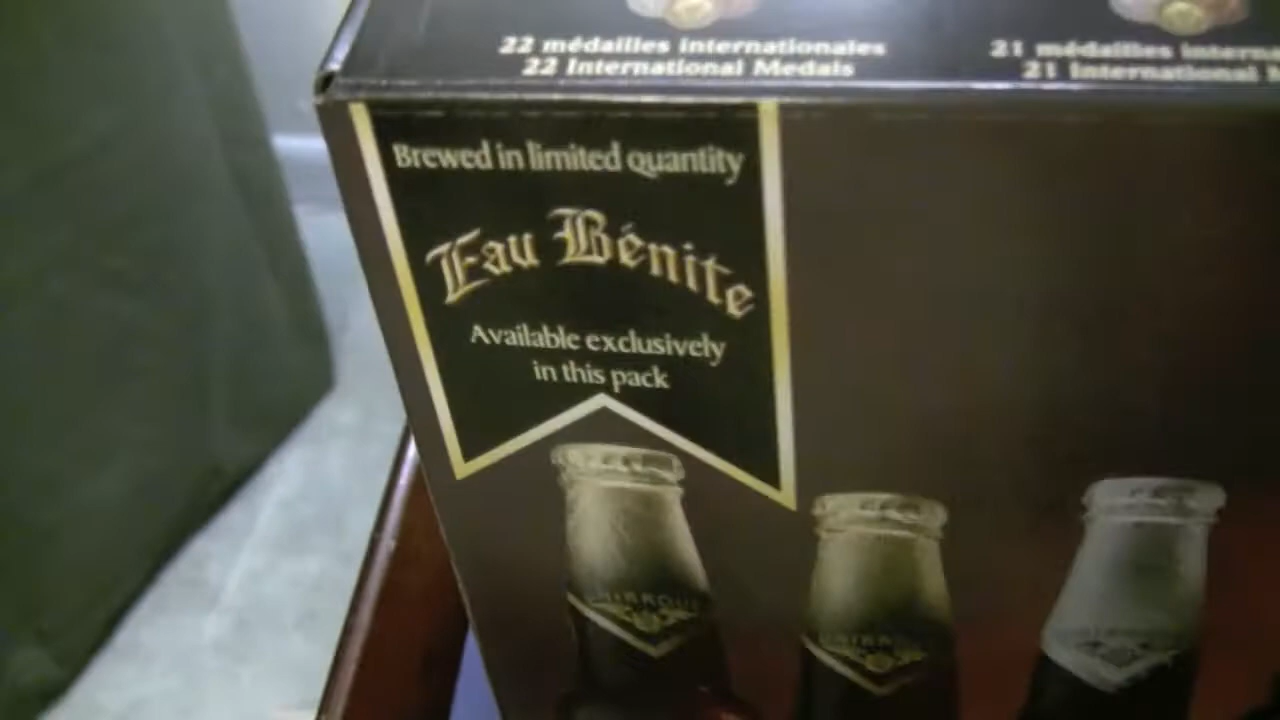 22 médailles internationales
22 International Medals
21 médailles
21 International
Brewed in limited quantity
Eau Bénite
Available exclusively
in this pack